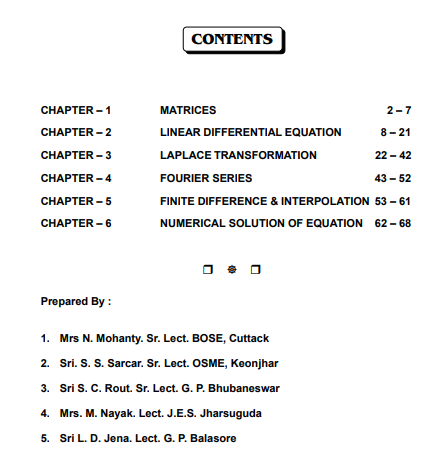 CONTENTS
CHAPTER – 1 MATRICES 2 – 7
CHAPTER – 2 LINEAR DIFFERENTIAL EQUATION 8 – 21
CHAPTER – 3 LAPLACE TRANSFORMATION 22 – 42
CHAPTER – 4 FOURIER SERIES 43 – 52
CHAPTER – 5 FINITE DIFFERENCE & INTERPOLATION 53 – 61
CHAPTER – 6 NUMERICAL SOLUTION OF EQUATION 62 – 68
Prepared By :
1. Mrs N. Mohanty. Sr. Lect. BOSE, Cuttack
2. Sri. S. S. Sarcar. Sr. Lect. OSME, Keonjhar
3. Sri S. C. Rout. Sr. Lect. G. P. Bhubaneswar
4. Mrs. M. Nayak. Lect. J.E.S. Jharsuguda
5. Sri L. D. Jena. Lect. G. P. Balasore